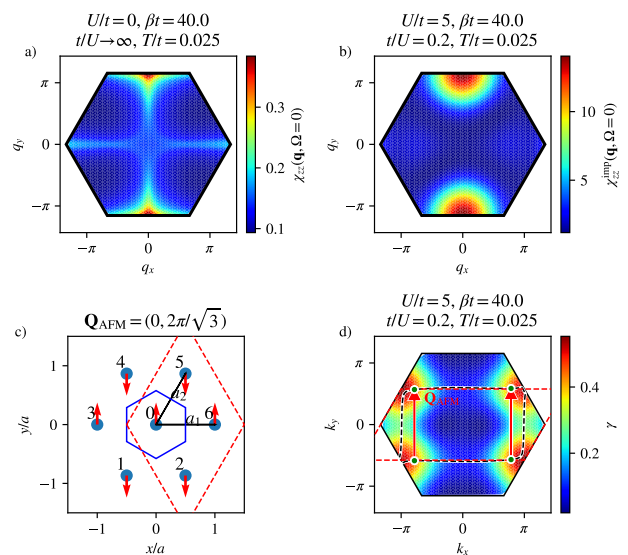 U/t = 0, βt = 40.0
t/U→∞, T/t = 0.025
a)
π
0
−π
q_y
−π
0
π
q_x
0.3
0.2
0.1
χ_zz(q, Ω = 0)
U/t = 5, βt = 40.0
t/U = 0.2, T/t = 0.025
b)
π
0
−π
q_y
−π
0
π
q_x
10
5
χ_zz^imp(q, Ω = 0)
Q_AFM = (0, 2π/√3)
c)
1
0
−1
y/a
4
5
a_2
3
0
a_1
6
1
2
−1
0
1
x/a
U/t = 5, βt = 40.0
t/U = 0.2, T/t = 0.025
d)
π
0
−π
k_y
Q_AFM
−π
0
π
k_x
0.4
0.2
γ